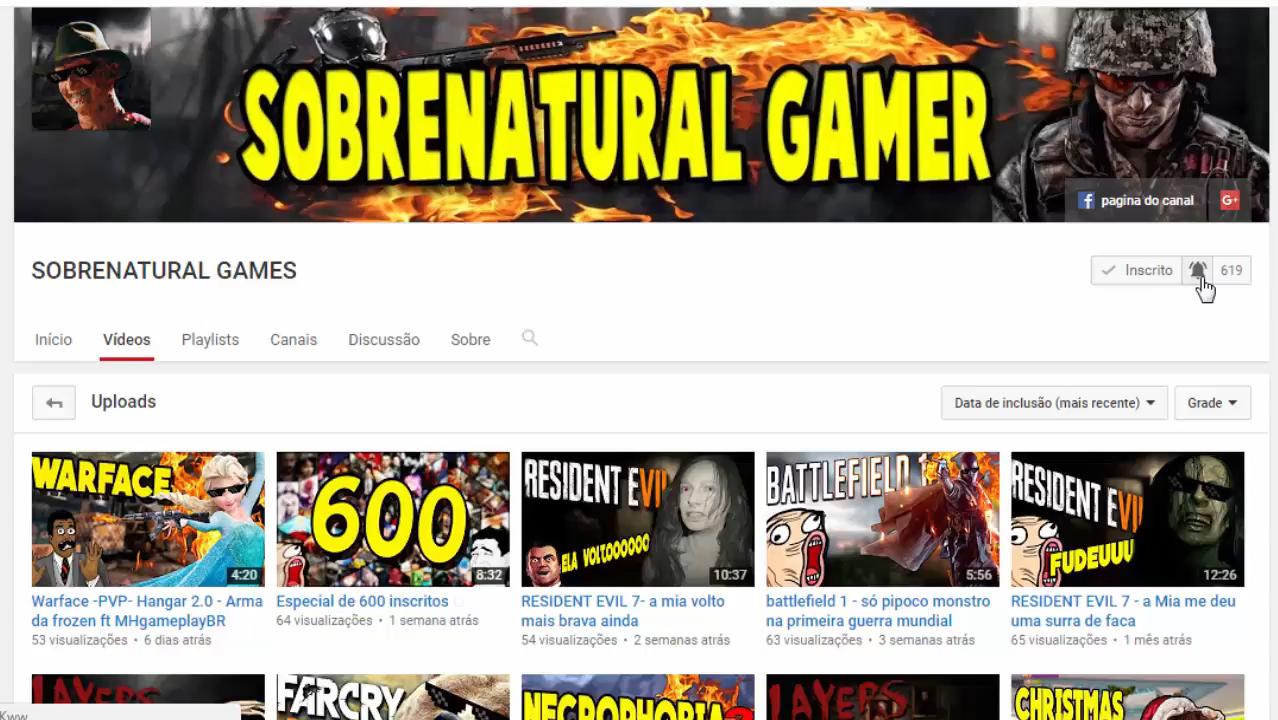 SOBRENATURAL GAMER
pagina do canal
G+
SOBRENATURAL GAMES
Inscrito
619
Início
Vídeos
Playlists
Canais
Discussão
Sobre
Uploads
Data de inclusão (mais recente)
Grade
WARFACE
4:20
Warface -PVP- Hangar 2.0 - Arma
da frozen ft MHgameplayBR
53 visualizações • 6 dias atrás
600
8:32
Especial de 600 inscritos
64 visualizações • 1 semana atrás
RESIDENT EVIL
ELA VOLTOOOOOO
10:37
RESIDENT EVIL 7- a mia volto
mais brava ainda
54 visualizações • 2 semanas atrás
BATTLEFIELD 1
5:56
battlefield 1 - só pipoco monstro
na primeira guerra mundial
63 visualizações • 3 semanas atrás
RESIDENT EVIL
FUDEUUU
12:26
RESIDENT EVIL 7 - a Mia me deu
uma surra de faca
65 visualizações • 1 mês atrás
LAYERS
FARCRY
NECROPHOBIA
LAYERS
CHRISTMAS